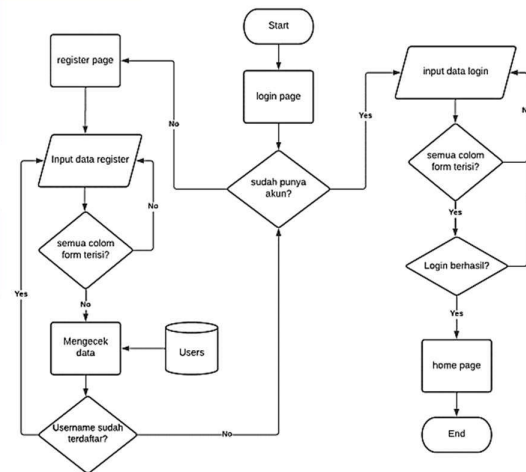 Start
register page
login page
input data login
No
Yes
N
Input data register
sudah punya
akun?
semua colom
form terisi?
No
semua colom
form terisi?
Yes
Login berhasil?
Yes
No
Mengecek
data
Users
Yes
home page
Username sudah
terdaftar?
No
End